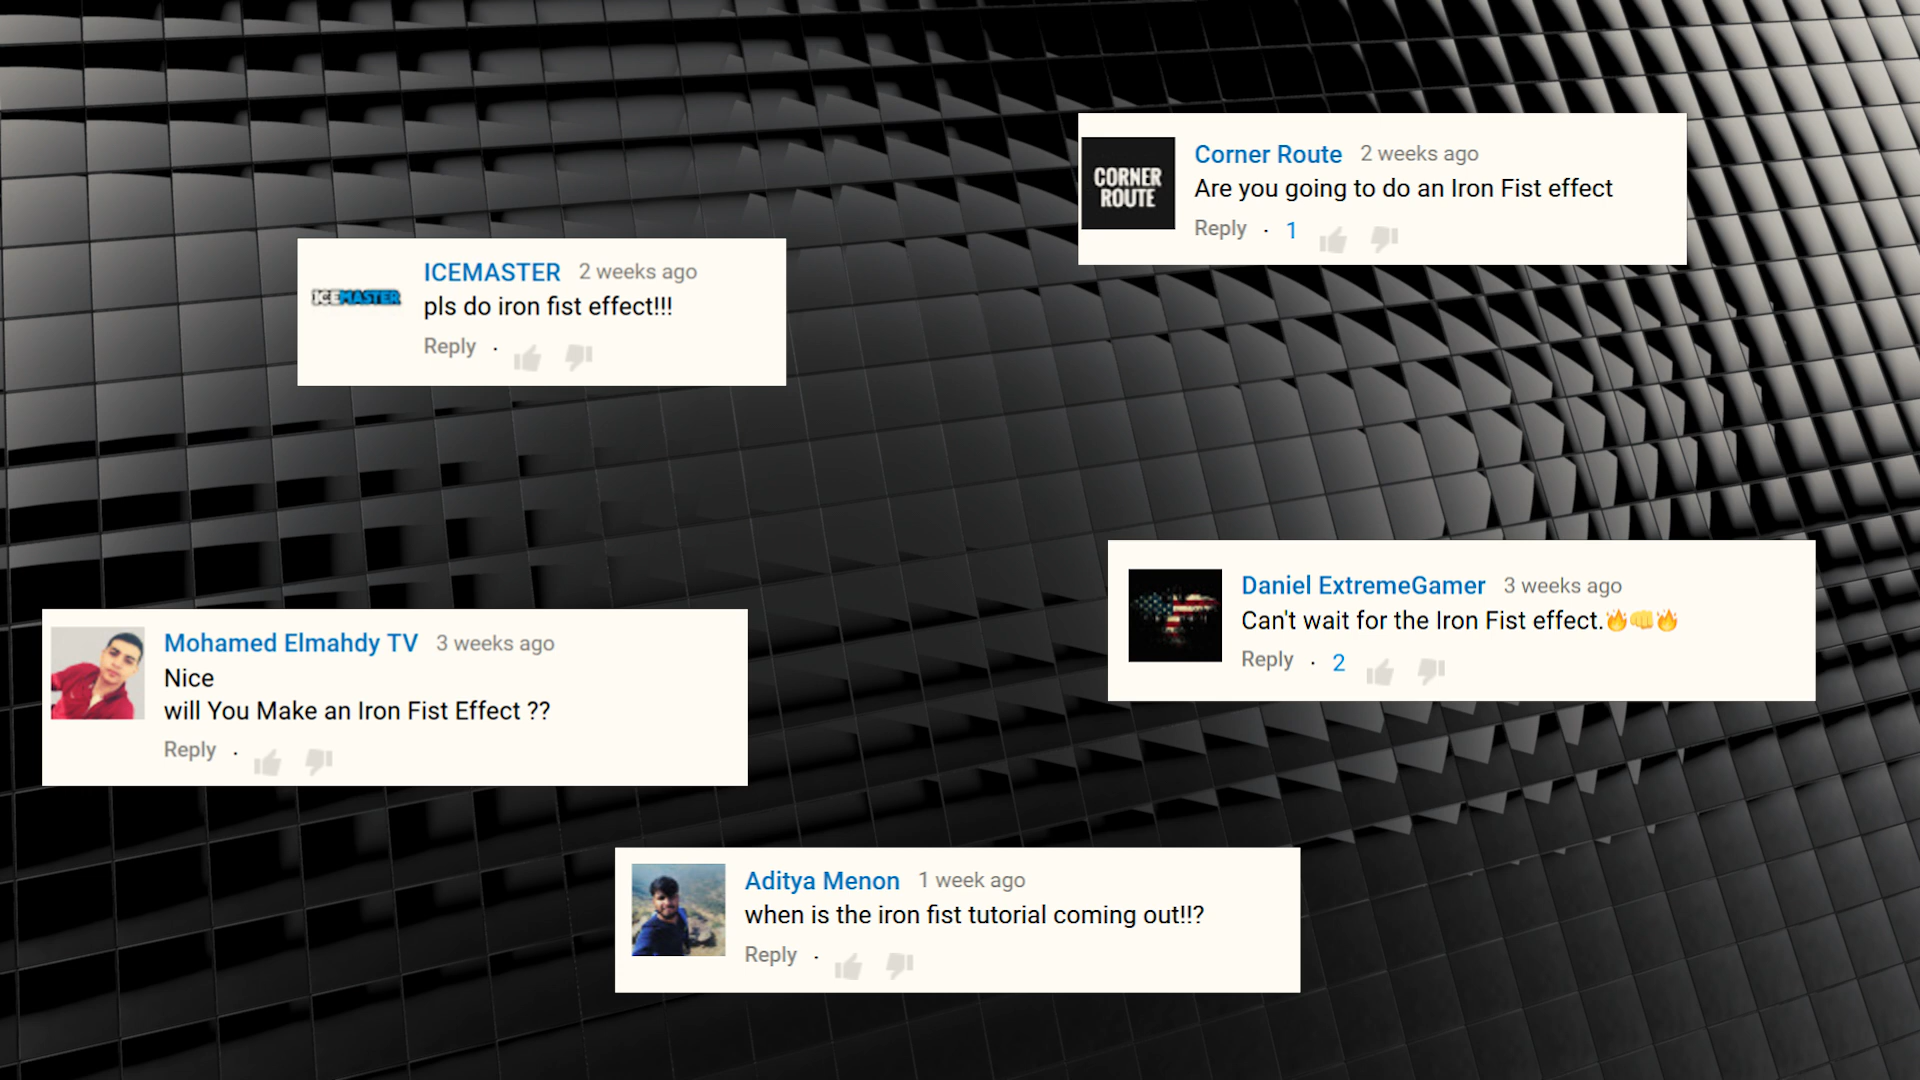 CORNER
ROUTE
Corner Route 2 weeks ago
Are you going to do an Iron Fist effect
Reply · 1
ICEMASTER
ICEMASTER 2 weeks ago
pls do iron fist effect!!!
Reply ·
Daniel ExtremeGamer 3 weeks ago
Can't wait for the Iron Fist effect.🔥👊🔥
Reply · 2
Mohamed Elmahdy TV 3 weeks ago
Nice
will You Make an Iron Fist Effect ??
Reply ·
Aditya Menon 1 week ago
when is the iron fist tutorial coming out!!?
Reply ·